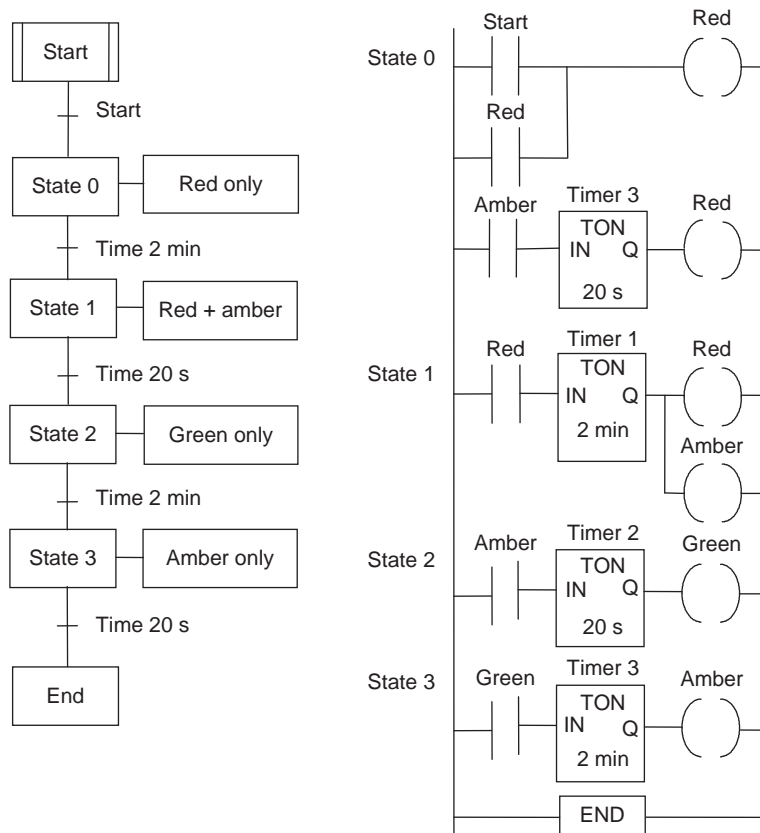 Start
Start
State 0
Red only
Time 2 min
State 1
Red + amber
Time 20 s
State 2
Green only
Time 2 min
State 3
Amber only
Time 20 s
End
State 0
Start
Red
Red
Amber
Timer 3
TON
IN Q
20 s
Red
State 1
Red
Timer 1
TON
IN Q
2 min
Red
Amber
State 2
Amber
Timer 2
TON
IN Q
20 s
Green
State 3
Green
Timer 3
TON
IN Q
2 min
Amber
END